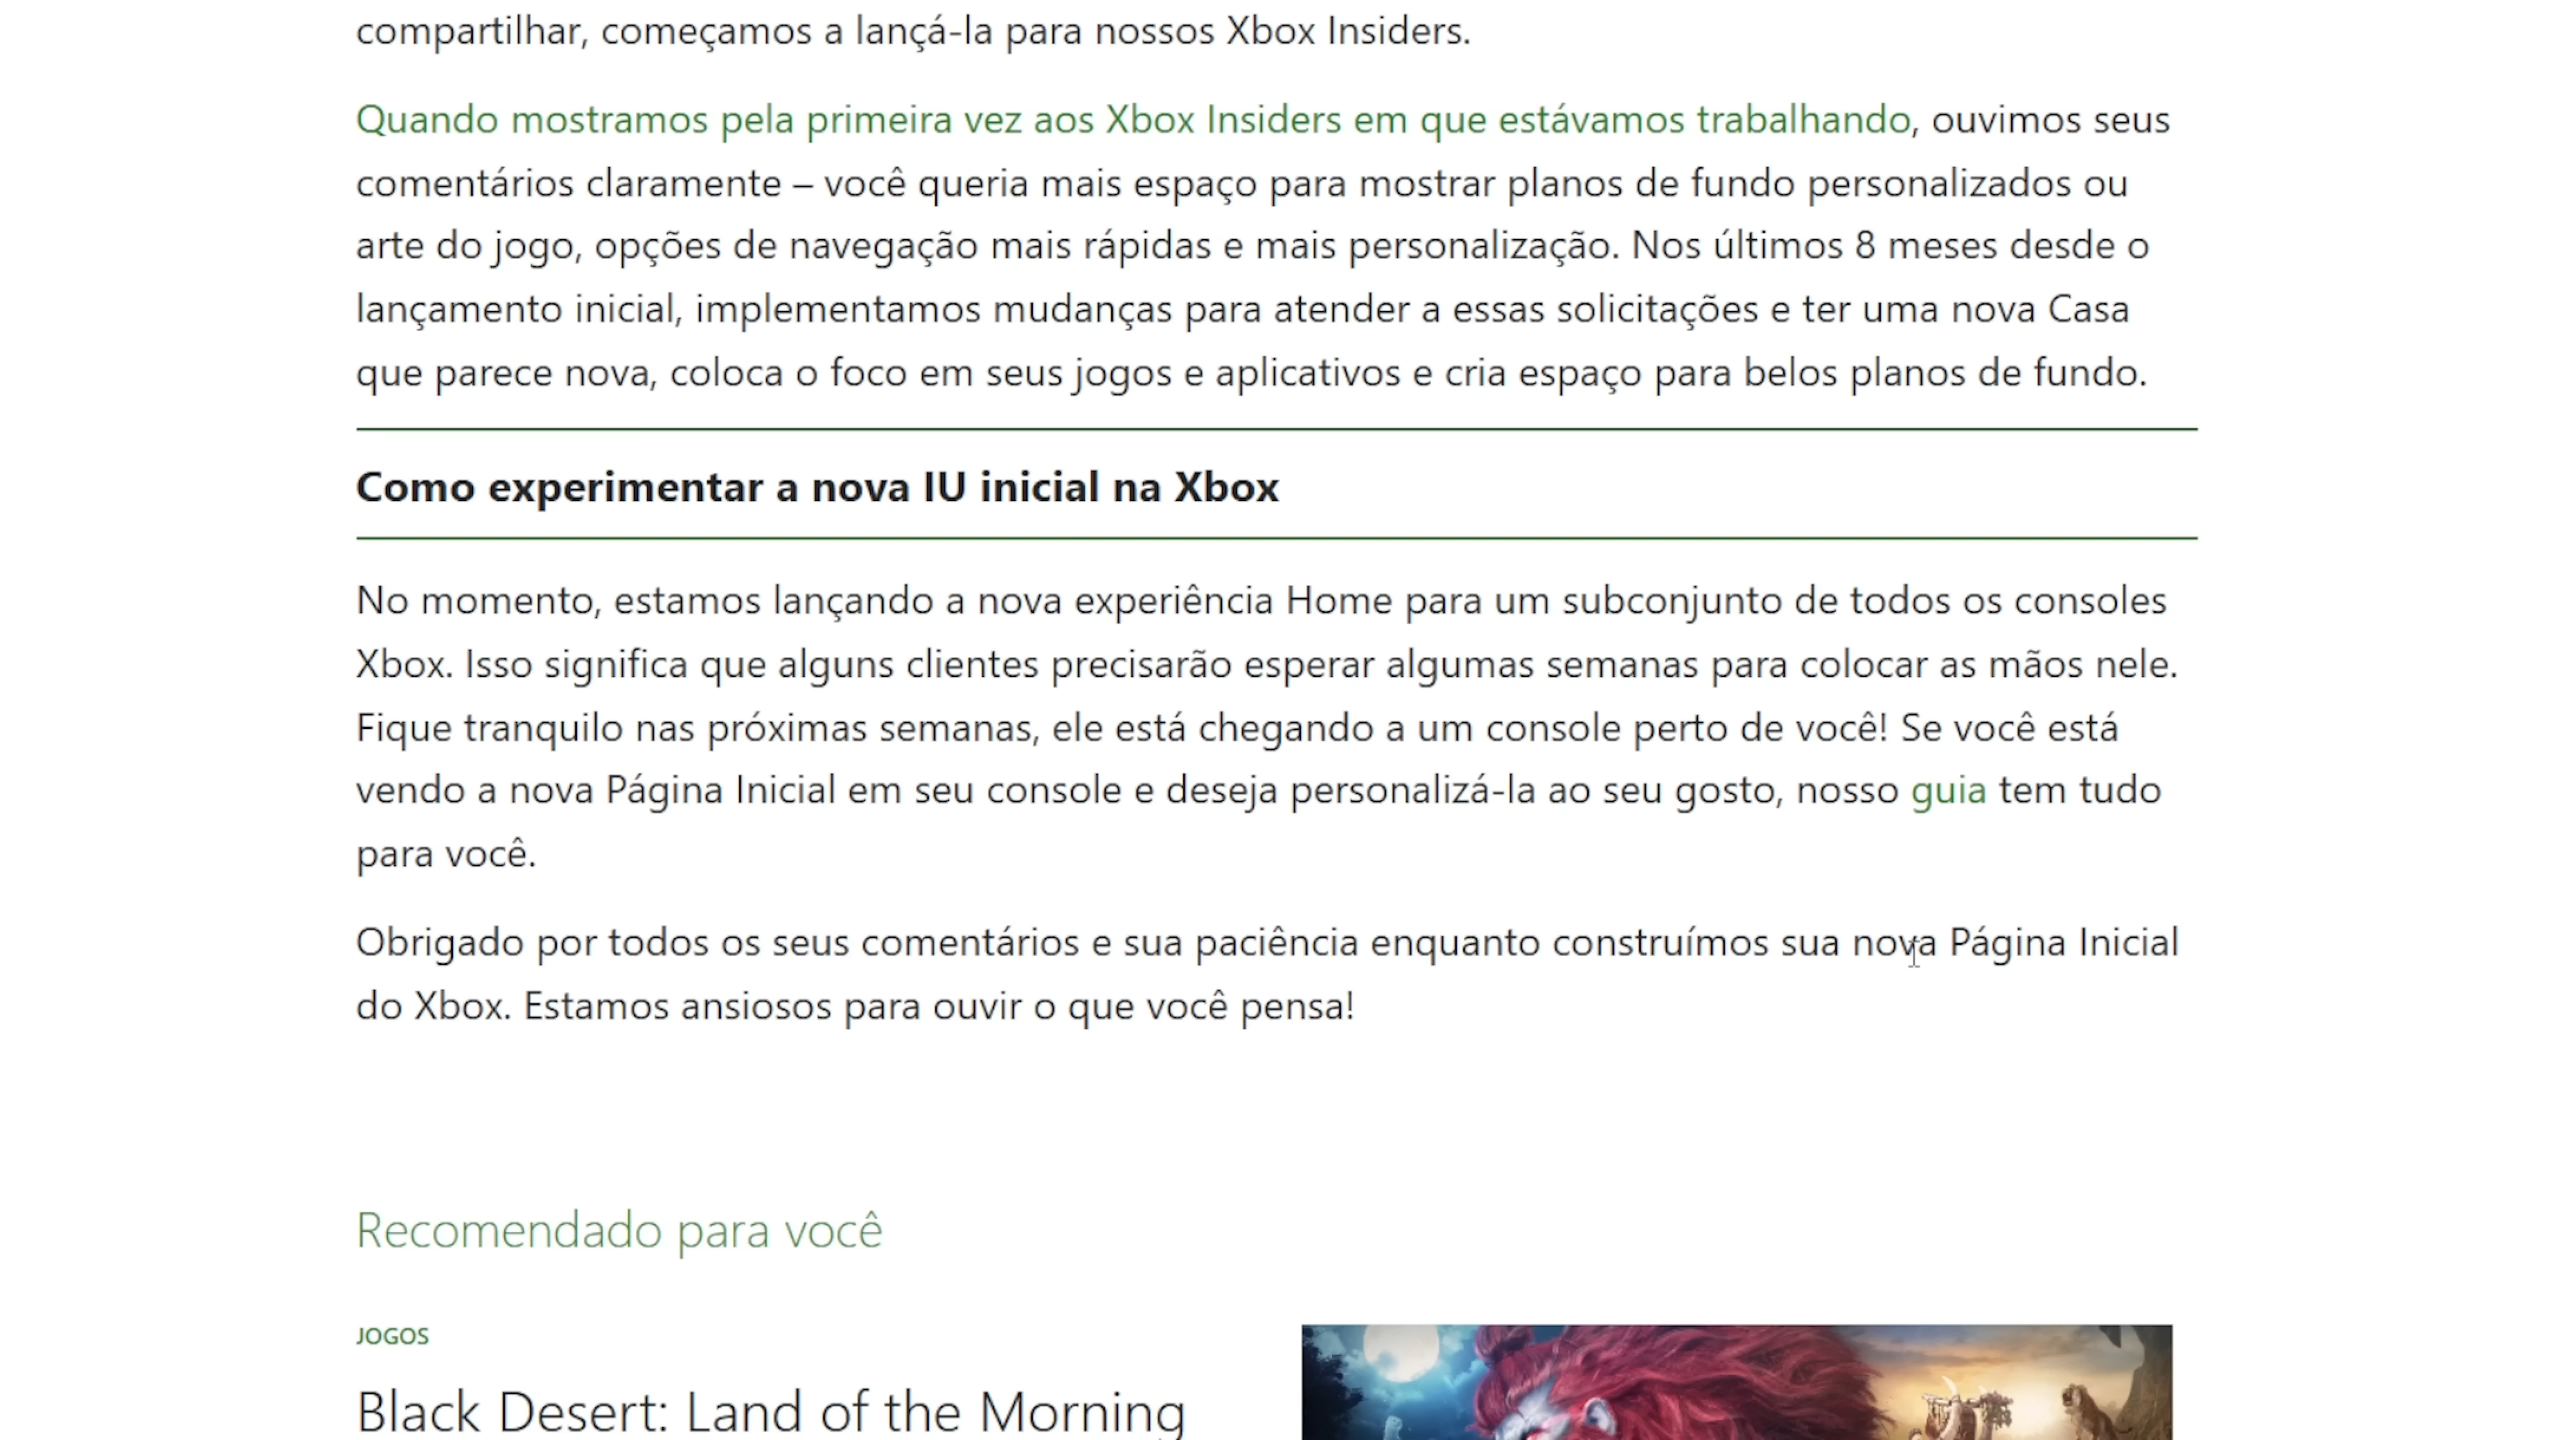 compartilhar, começamos a lançá-la para nossos Xbox Insiders.
Quando mostramos pela primeira vez aos Xbox Insiders em que estávamos trabalhando, ouvimos seus
comentários claramente – você queria mais espaço para mostrar planos de fundo personalizados ou
arte do jogo, opções de navegação mais rápidas e mais personalização. Nos últimos 8 meses desde o
lançamento inicial, implementamos mudanças para atender a essas solicitações e ter uma nova Casa
que parece nova, coloca o foco em seus jogos e aplicativos e cria espaço para belos planos de fundo.
Como experimentar a nova IU inicial na Xbox
No momento, estamos lançando a nova experiência Home para um subconjunto de todos os consoles
Xbox. Isso significa que alguns clientes precisarão esperar algumas semanas para colocar as mãos nele.
Fique tranquilo nas próximas semanas, ele está chegando a um console perto de você! Se você está
vendo a nova Página Inicial em seu console e deseja personalizá-la ao seu gosto, nosso guia tem tudo
para você.
Obrigado por todos os seus comentários e sua paciência enquanto construímos sua nova Página Inicial
do Xbox. Estamos ansiosos para ouvir o que você pensa!
Recomendado para você
JOGOS
Black Desert: Land of the Morning